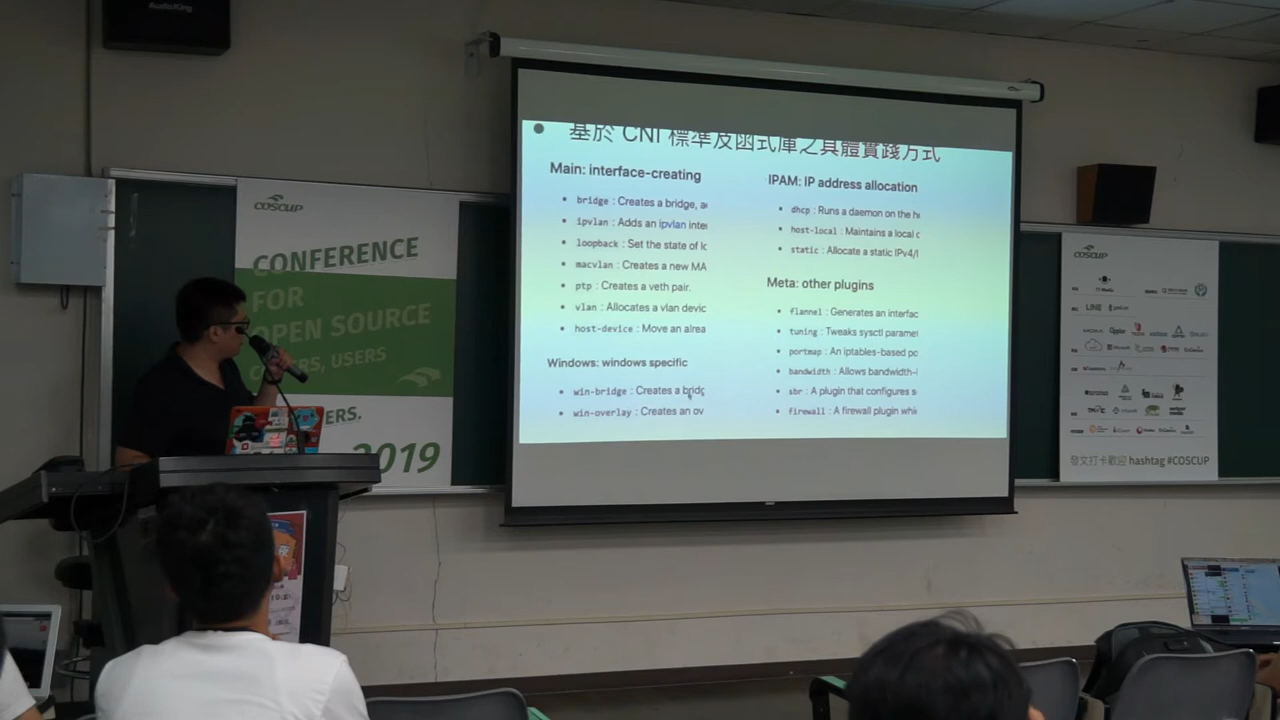 AudioKing
COSCUP
CONFERENCE
FOR
OPEN SOURCE
USERS
ERS.
2019
基於 CNI 標準及函式庫之具體實踐方式
Main: interface-creating
bridge : Creates a bridge, a
ipvlan : Adds an ipvlan inte
loopback : Set the state of lo
macvlan : Creates a new MA
ptp : Creates a veth pair.
vlan : Allocates a vlan devic
host-device : Move an alrea
Windows: windows specific
win-bridge : Creates a bridg
win-overlay : Creates an ov
IPAM: IP address allocation
dhcp : Runs a daemon on the h
host-local : Maintains a local
static : Allocate a static IPv4/
Meta: other plugins
flannel : Generates an interfac
tuning : Tweaks sysctl paramet
portmap : An iptables-based po
bandwidth : Allows bandwidth-
sbr : A plugin that configures s
firewall : A firewall plugin whi
COSCUP
LINE
發文打卡歡迎 hashtag #COSCUP